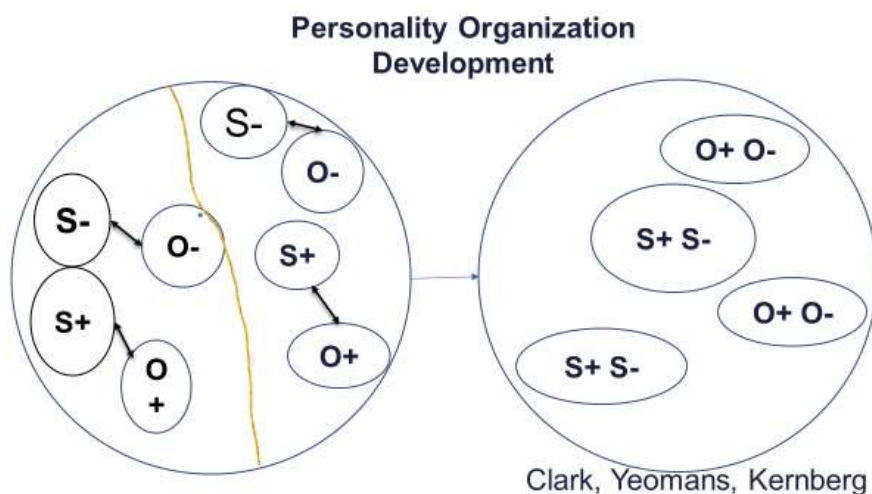 Personality Organization
Development
S-
O-
S-
O-
S+
S+
O
+
O+
O+ O-
S+ S-
O+ O-
S+ S-
Clark, Yeomans, Kernberg